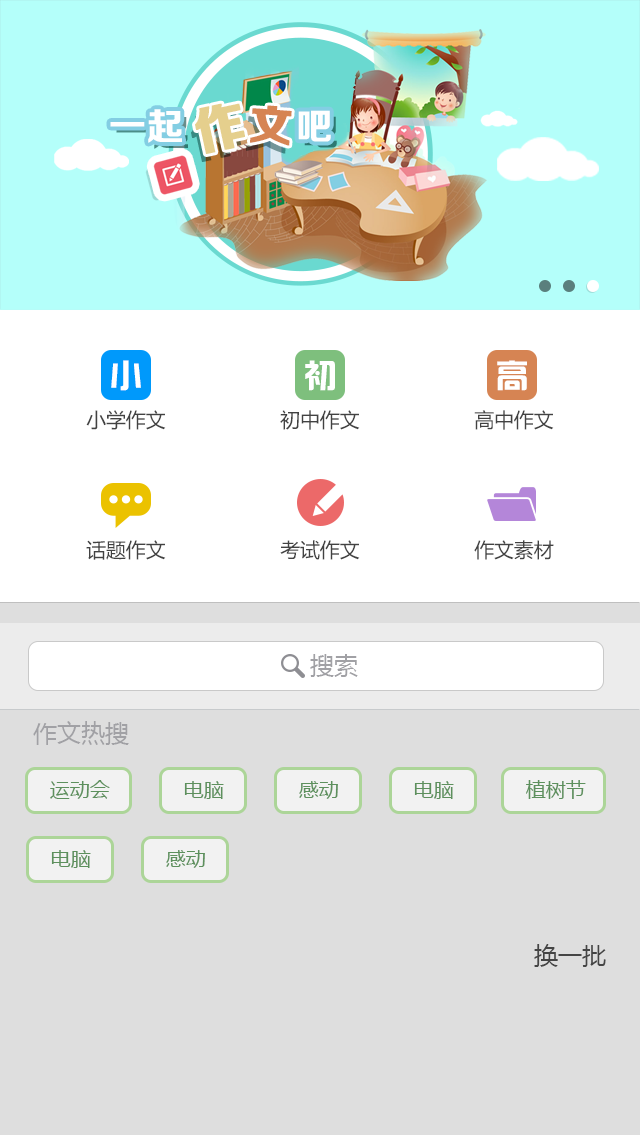 一起作文吧
小 初 高
小学作文 初中作文 高中作文
话题作文 考试作文 作文素材
搜索
作文热搜
运动会 电脑 感动 电脑 植树节
电脑 感动
换一批